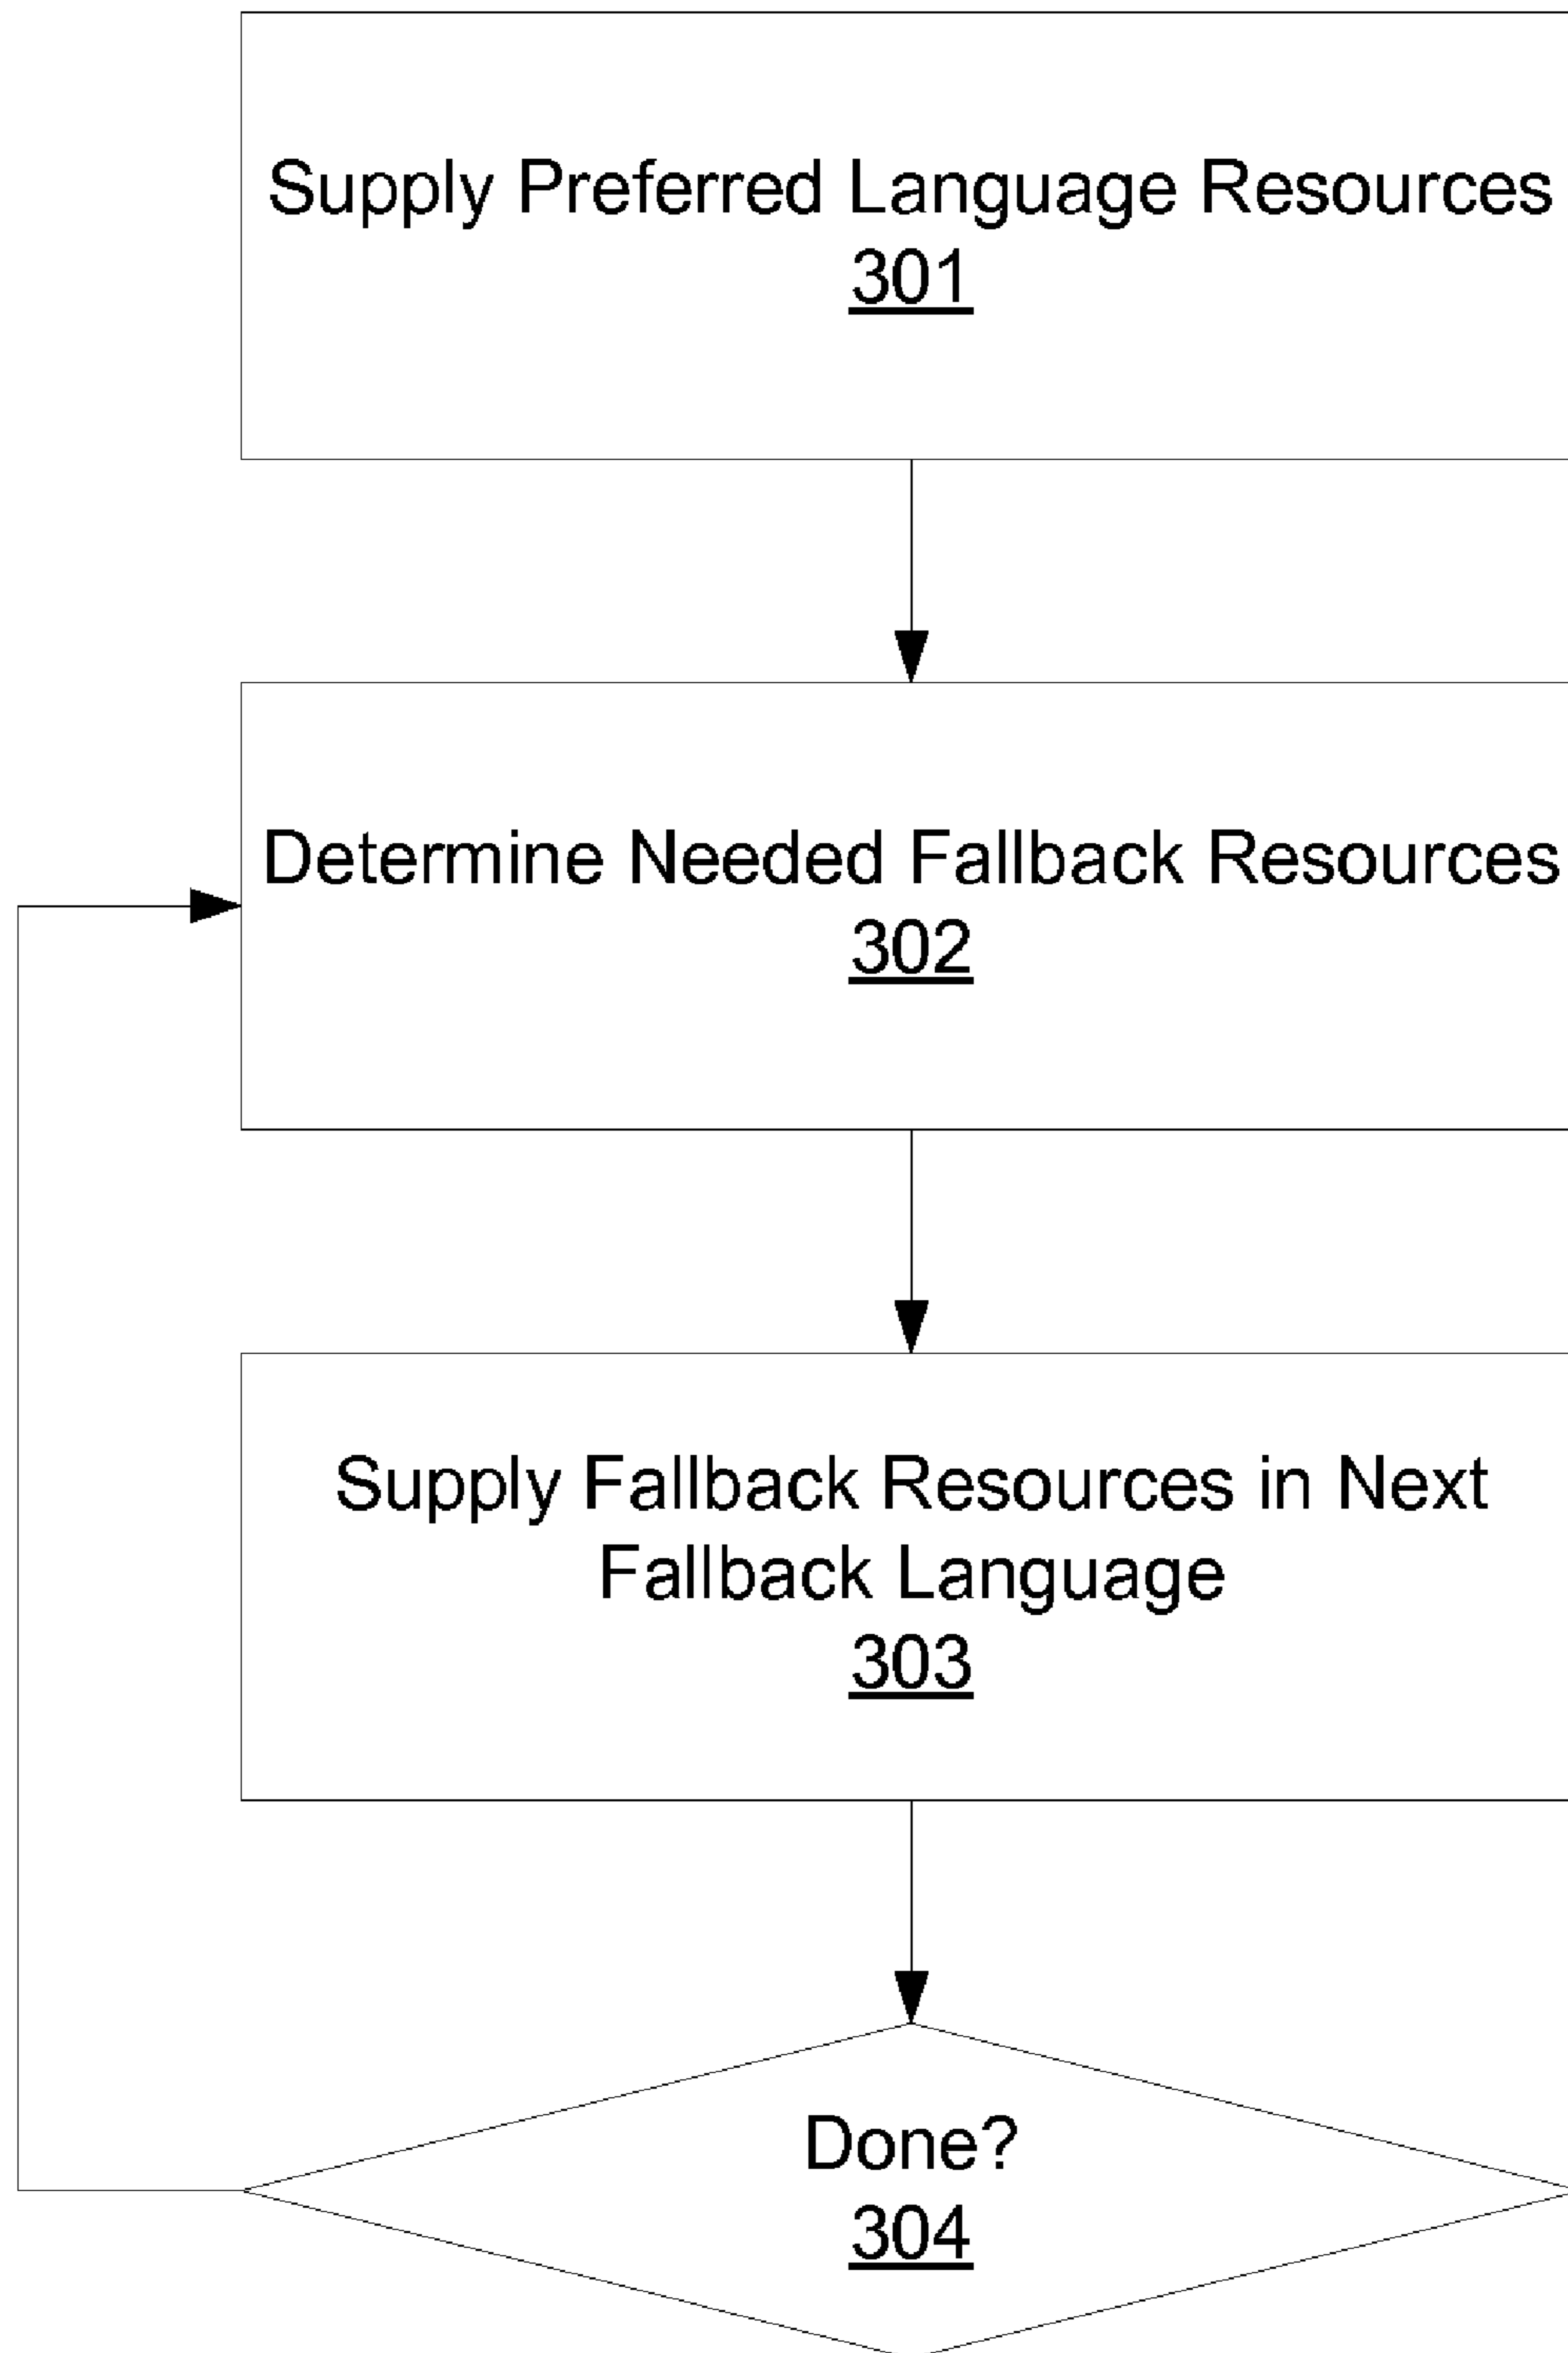 Supply Preferred Language Resources
301
Determine Needed Fallback Resources
302
Supply Fallback Resources in Next
Fallback Language
303
Done?
304